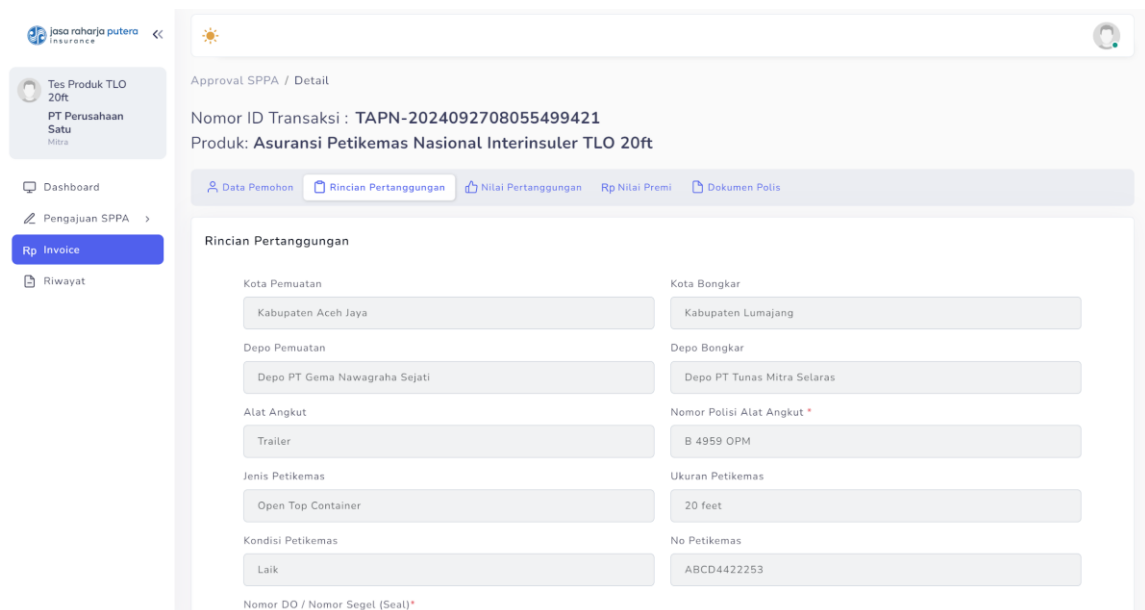 jasa raharja putera
insurance
Tes Produk TLO
20ft
PT Perusahaan
Satu
Mitra
Dashboard
Pengajuan SPPA
Rp Invoice
Riwayat
Approval SPPA / Detail
Nomor ID Transaksi : TAPN-2024092708055499421
Produk: Asuransi Petikemas Nasional Interinsuler TLO 20ft
Data Pemohon Rincian Pertanggungan Nilai Pertanggungan Rp Nilai Premi Dokumen Polis
Rincian Pertanggungan
Kota Pemuatan Kota Bongkar
Kabupaten Aceh Jaya Kabupaten Lumajang
Depo Pemuatan Depo Bongkar
Depo PT Gema Nawagraha Sejati Depo PT Tunas Mitra Selaras
Alat Angkut Nomor Polisi Alat Angkut *
Trailer B 4959 OPM
Jenis Petikemas Ukuran Petikemas
Open Top Container 20 feet
Kondisi Petikemas No Petikemas
Laik ABCD4422253
Nomor DO / Nomor Segel (Seal)*